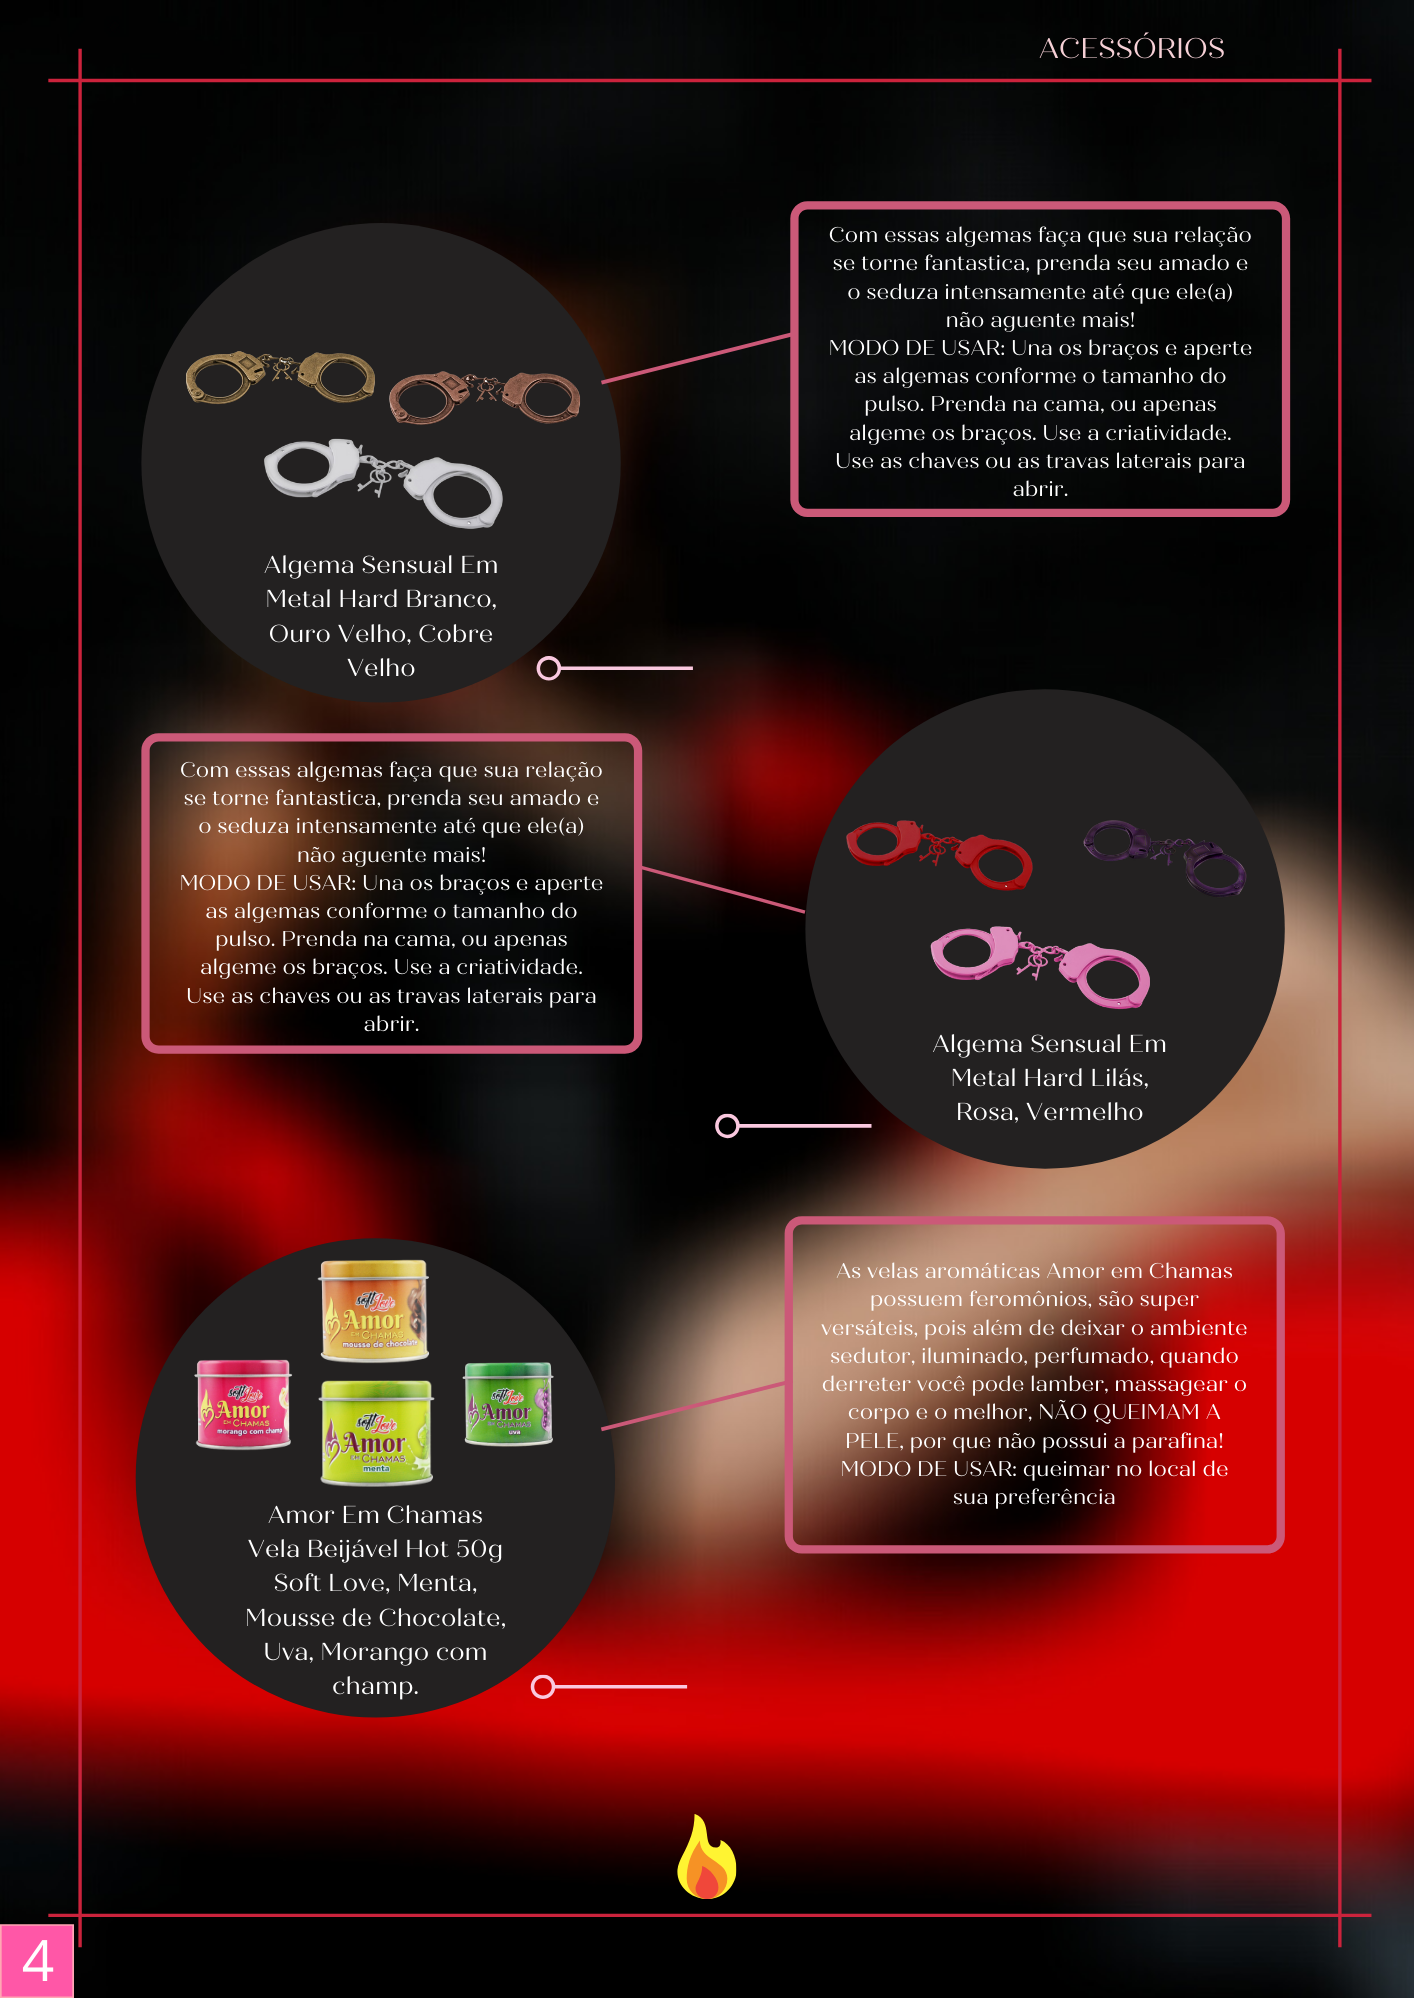 ACESSÓRIOS
Com essas algemas faça que sua relação
se torne fantastica, prenda seu amado e
o seduza intensamente até que ele(a)
não aguente mais!
MODO DE USAR: Una os braços e aperte
as algemas conforme o tamanho do
pulso. Prenda na cama, ou apenas
algeme os braços. Use a criatividade.
Use as chaves ou as travas laterais para
abrir.
Algema Sensual Em
Metal Hard Branco,
Ouro Velho, Cobre
Velho
Com essas algemas faça que sua relação
se torne fantastica, prenda seu amado e
o seduza intensamente até que ele(a)
não aguente mais!
MODO DE USAR: Una os braços e aperte
as algemas conforme o tamanho do
pulso. Prenda na cama, ou apenas
algeme os braços. Use a criatividade.
Use as chaves ou as travas laterais para
abrir.
Algema Sensual Em
Metal Hard Lilás,
Rosa, Vermelho
As velas aromáticas Amor em Chamas
possuem feromônios, são super
versáteis, pois além de deixar o ambiente
sedutor, iluminado, perfumado, quando
derreter você pode lamber, massagear o
corpo e o melhor, NÃO QUEIMAM A
PELE, por que não possui a parafina!
MODO DE USAR: queimar no local de
sua preferência
soft Love
Amor
EM CHAMAS
mousse de chocolate
soft Love
Amor
EM CHAMAS
morango com champ
soft Love
Amor
EM CHAMAS
menta
soft Love
Amor
EM CHAMAS
uva
Amor Em Chamas
Vela Beijável Hot 50g
Soft Love, Menta,
Mousse de Chocolate,
Uva, Morango com
champ.
4